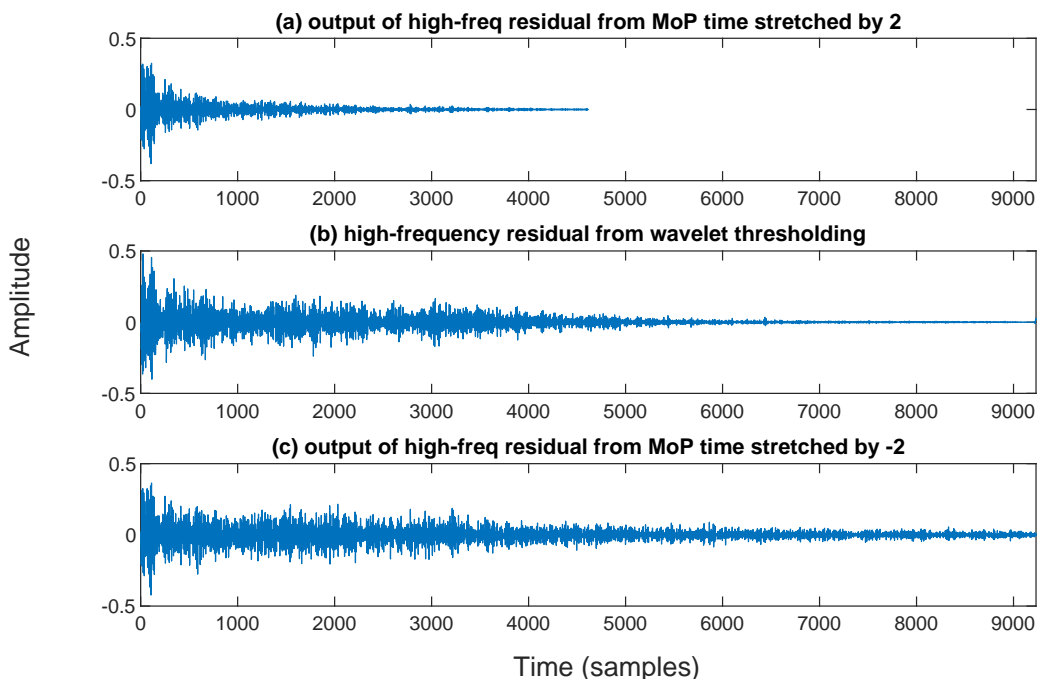 (a) output of high-freq residual from MoP time stretched by 2
0.5
0
-0.5
0 1000 2000 3000 4000 5000 6000 7000 8000 9000
(b) high-frequency residual from wavelet thresholding
0.5
0
-0.5
0 1000 2000 3000 4000 5000 6000 7000 8000 9000
(c) output of high-freq residual from MoP time stretched by -2
0.5
0
-0.5
0 1000 2000 3000 4000 5000 6000 7000 8000 9000
Amplitude
Time (samples)